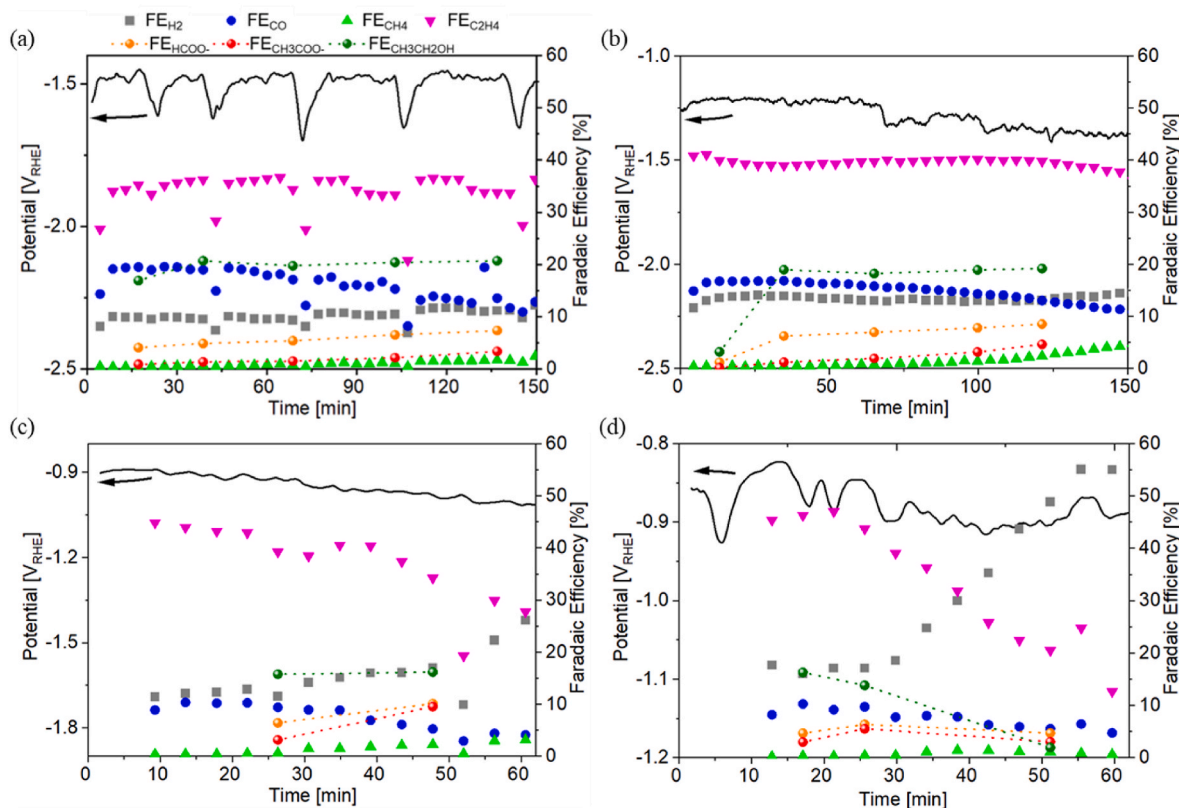 FE_H2 FE_CO FE_CH4 FE_C2H4
FE_HCOO- FE_CH3COO- FE_CH3CH2OH
(a)
-1.5
-2.0
-2.5
Potential [V_RHE]
60
50
40
30
20
10
0
Faradaic Efficiency [%]
0 30 60 90 120 150
Time [min]
(b)
-1.0
-1.5
-2.0
-2.5
Potential [V_RHE]
60
50
40
30
20
10
0
Faradaic Efficiency [%]
0 50 100 150
Time [min]
(c)
-0.9
-1.2
-1.5
-1.8
Potential [V_RHE]
60
50
40
30
20
10
0
Faradaic Efficiency [%]
0 10 20 30 40 50 60
Time [min]
(d)
-0.8
-0.9
-1.0
-1.1
-1.2
Potential [V_RHE]
60
50
40
30
20
10
0
Faradaic Efficiency [%]
0 10 20 30 40 50 60
Time [min]